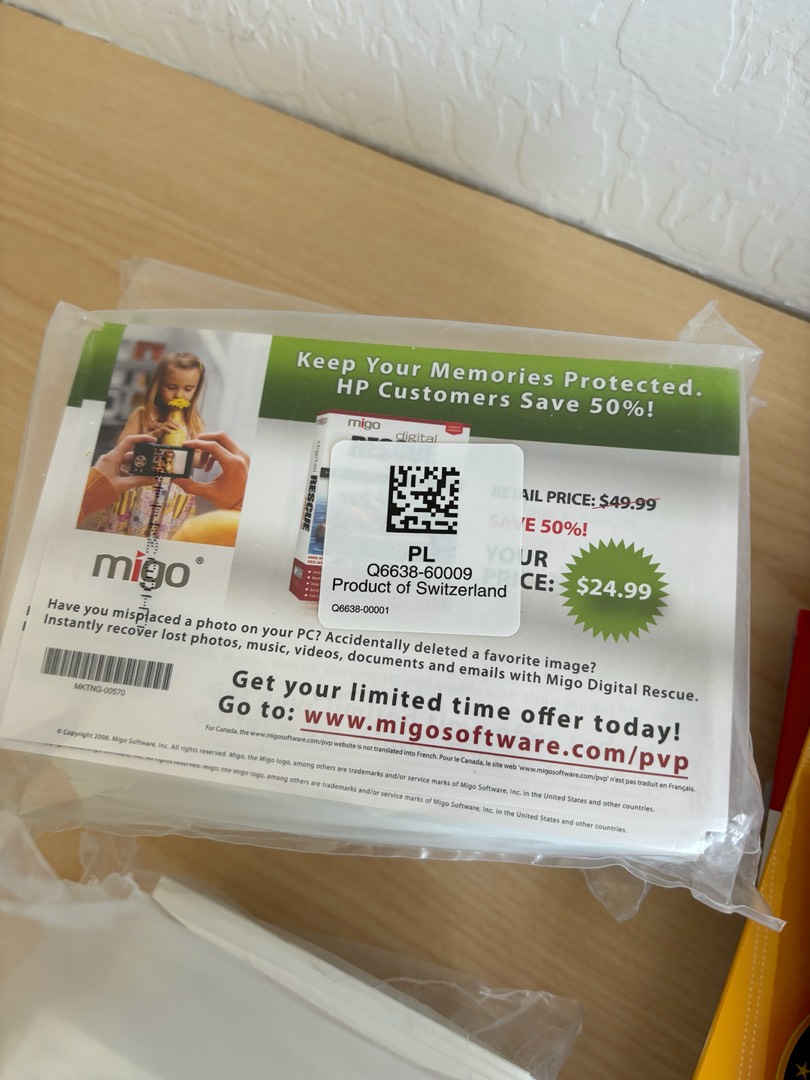 Keep Your Memories Protected.
HP Customers Save 50%!
migo
digital
RESCUE
RETAIL PRICE: $49.99
SAVE 50%!
YOUR
PRICE:
$24.99
PL
Q6638-60009
Product of Switzerland
Q6638-00001
migo®
Have you misplaced a photo on your PC? Accidentally deleted a favorite image?
Instantly recover lost photos, music, videos, documents and emails with Migo Digital Rescue.
MKTNG-00570
Get your limited time offer today!
Go to: www.migosoftware.com/pvp
For Canada, the www.migosoftware.com/pvp website is not translated into French. Pour le Canada, le site web 'www.migosoftware.com/pvp' n'est pas traduit en Français.
© Copyright 2008, Migo Software, Inc. All rights reserved. Migo, the Migo logo, among others are trademarks and/or service marks of Migo Software, Inc. in the United States and other countries.
All rights reserved. Migo, the Migo logo, among others are trademarks and/or service marks of Migo Software, Inc. in the United States and other countries.